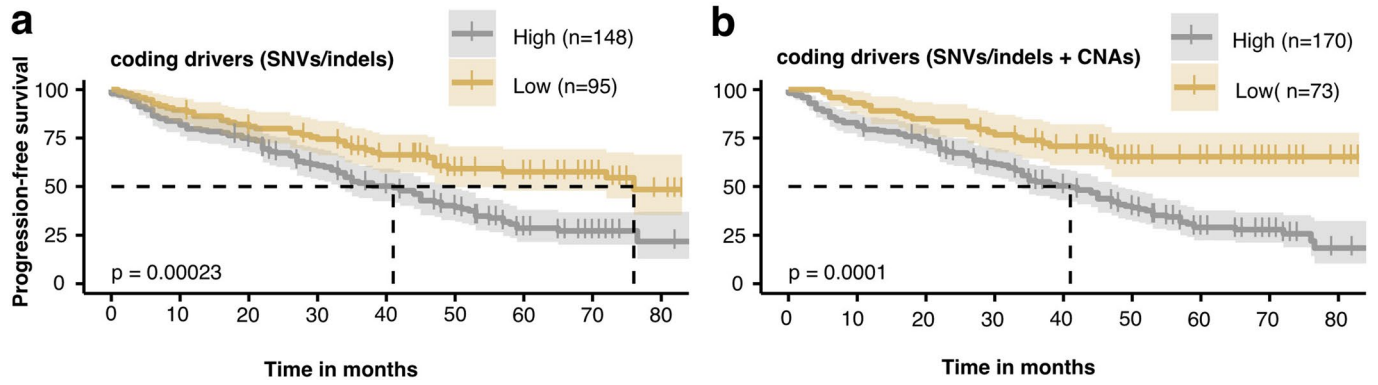 a
coding drivers (SNVs/indels)
High (n=148)
Low (n=95)
Progression-free survival
100
75
50
25
0
p = 0.00023
0 10 20 30 40 50 60 70 80
Time in months
b
coding drivers (SNVs/indels + CNAs)
High (n=170)
Low( n=73)
100
75
50
25
0
p = 0.0001
0 10 20 30 40 50 60 70 80
Time in months